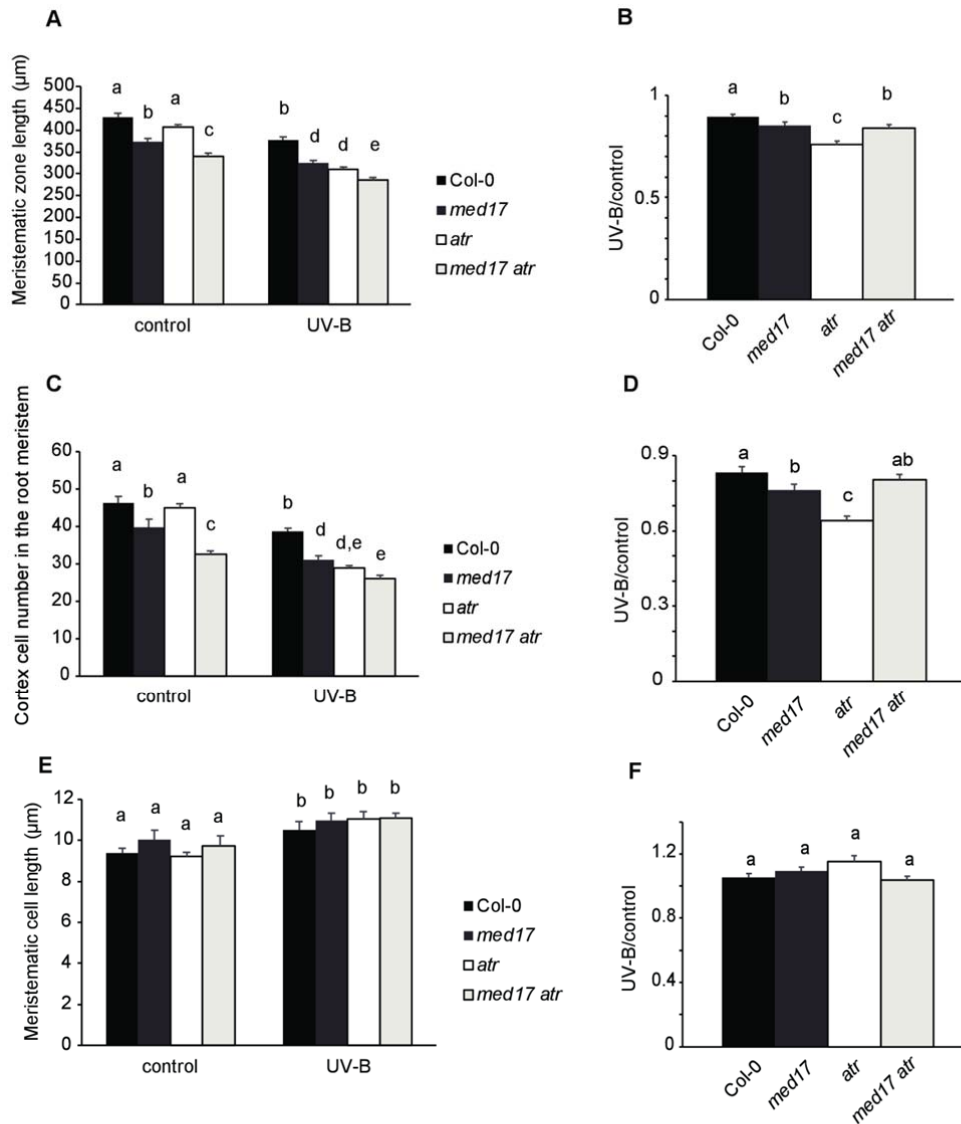 A
Meristematic zone length (µm)
500
450
400
350
300
250
200
150
100
50
0
a
b
a
c
b
d
d
e
control
UV-B
Col-0
med17
atr
med17 atr
B
UV-B/control
1
0.5
0
a
b
c
b
Col-0
med17
atr
med17 atr
C
Cortex cell number in the root meristem
60
50
40
30
20
10
0
a
b
a
c
b
d
d,e
e
control
UV-B
Col-0
med17
atr
med17 atr
D
UV-B/control
0.9
0.6
0.3
0
a
b
c
ab
Col-0
med17
atr
med17 atr
E
Meristematic cell length (µm)
12
10
8
6
4
2
0
a
a
a
a
b
b
b
b
control
UV-B
Col-0
med17
atr
med17 atr
F
UV-B/control
1.2
0.8
0.4
0
a
a
a
a
Col-0
med17
atr
med17 atr